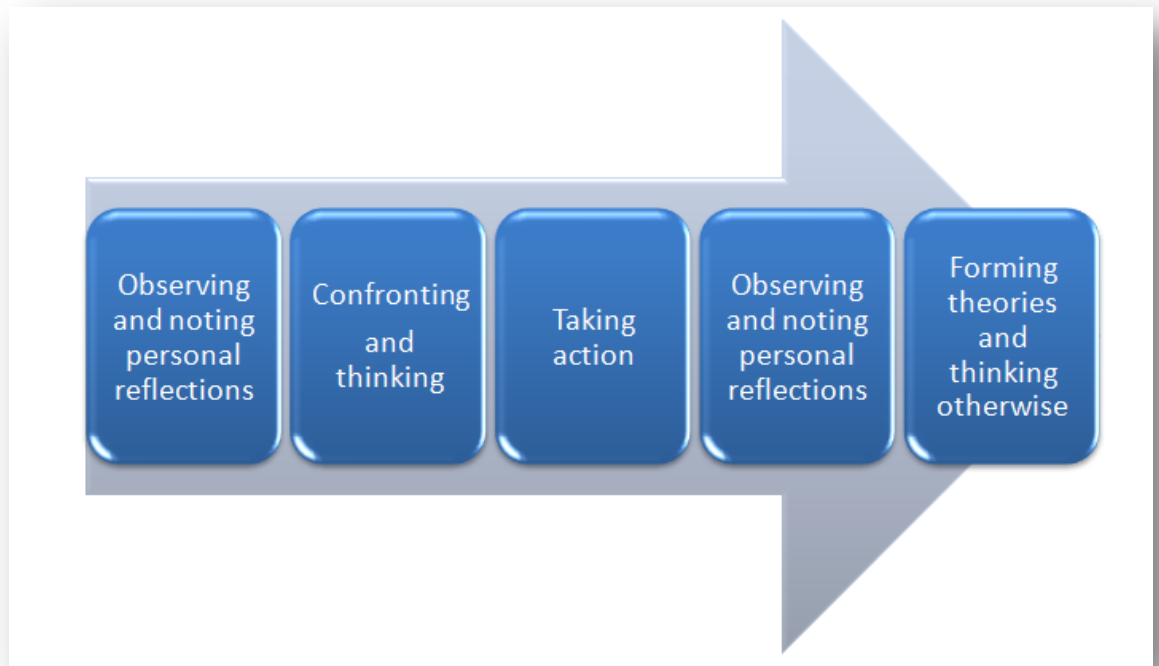 Observing
and noting
personal
reflections
Confronting
and
thinking
Taking
action
Observing
and noting
personal
reflections
Forming
theories
and
thinking
otherwise